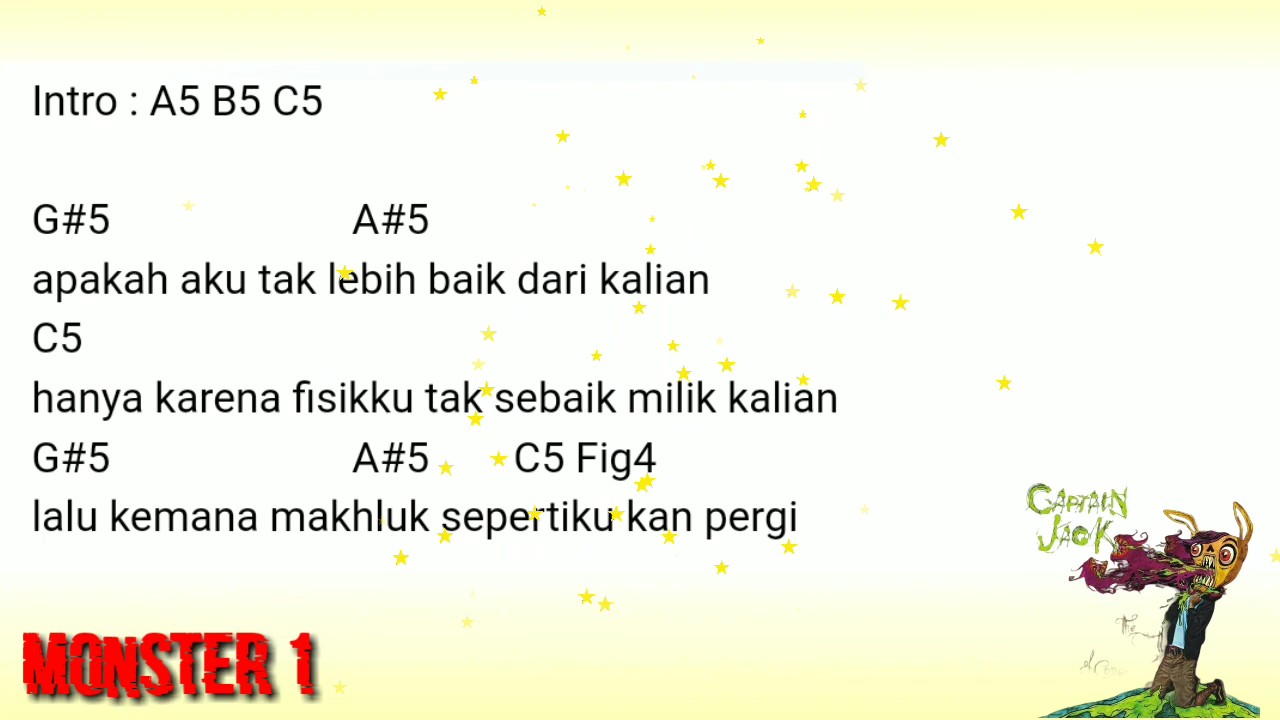 Intro : A5 B5 C5
G#5 A#5
apakah aku tak lebih baik dari kalian
C5
hanya karena fisikku tak sebaik milik kalian
G#5 A#5 C5 Fig4
lalu kemana makhluk sepertiku kan pergi
CAPTAIN
JACK
The
MONSTER 1